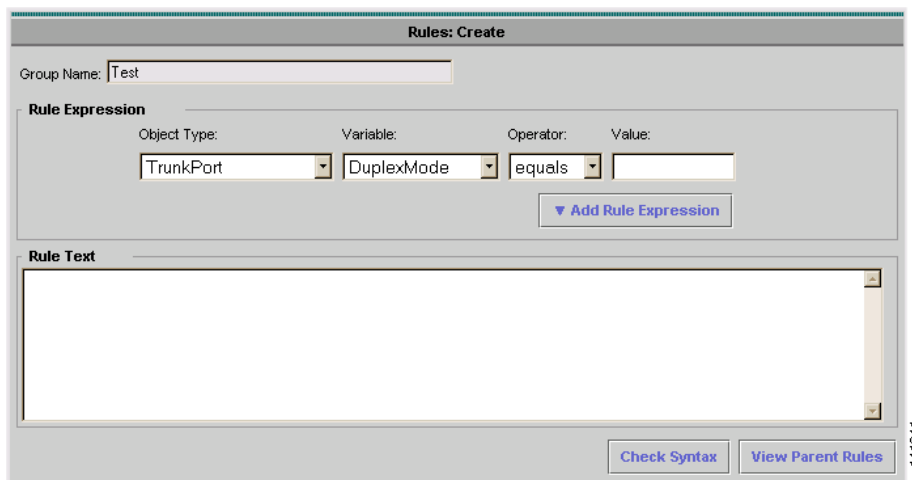 Rules: Create
Group Name: Test
Rule Expression
Object Type: Variable: Operator: Value:
TrunkPort DuplexMode equals
▼ Add Rule Expression
Rule Text
Check Syntax View Parent Rules